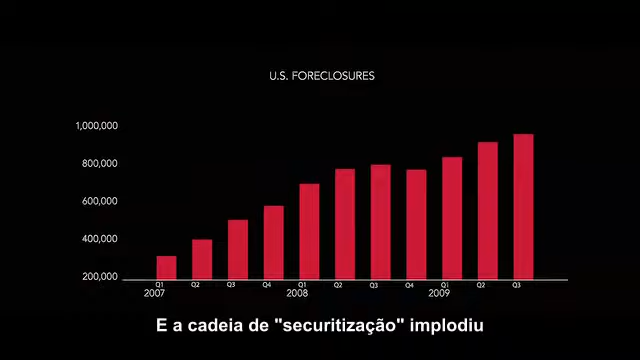 U.S. FORECLOSURES
1,000,000
800,000
600,000
400,000
200,000
Q1 Q2 Q3 Q4 Q1 Q2 Q3 Q4 Q1 Q2 Q3
2007 2008 2009
E a cadeia de "securitização" implodiu